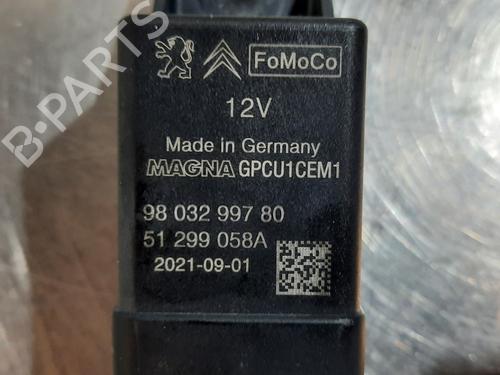 FoMoCo
12V
Made in Germany
MAGNA GPCU1CEM1
98 032 997 80
51 299 058A
2021-09-01
B-PARTS